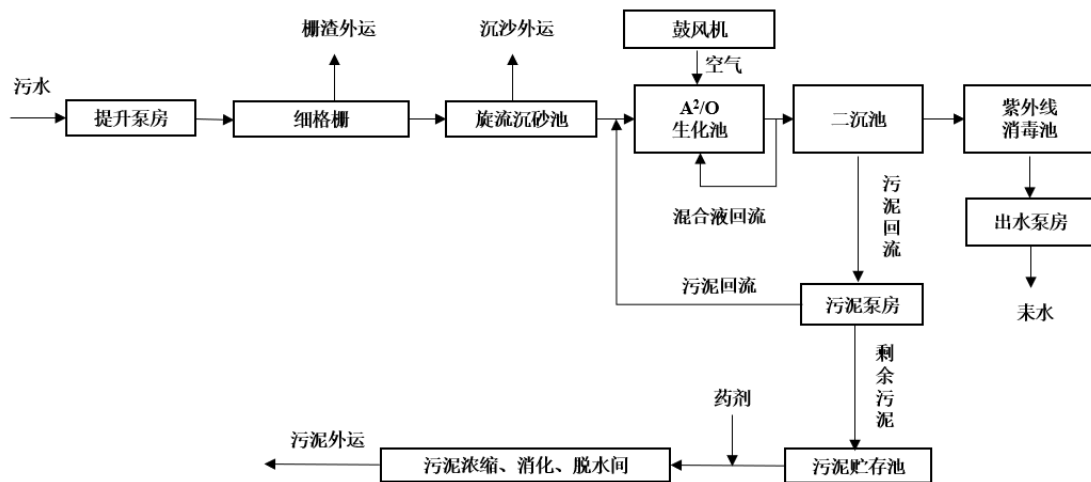 栅渣外运
沉沙外运
鼓风机
空气
污水
提升泵房
细格栅
旋流沉砂池
A²/O
生化池
二沉池
紫外线
消毒池
混合液回流
污泥回流
出水泵房
污泥回流
污泥泵房
耒水
剩余污泥
药剂
污泥外运
污泥浓缩、消化、脱水间
污泥贮存池